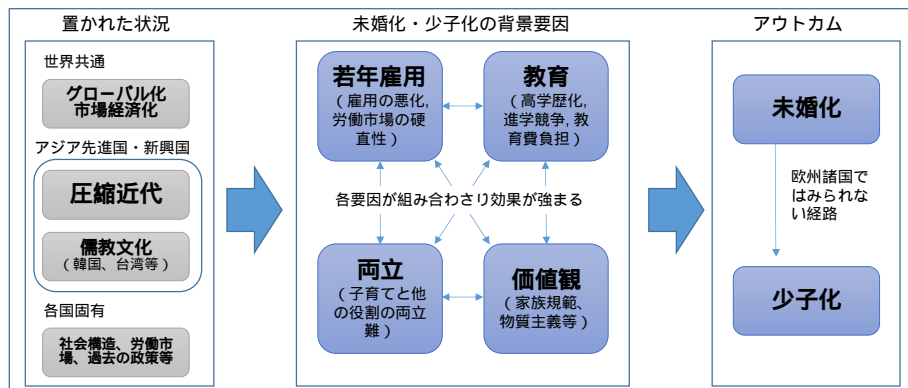 置かれた状況
世界共通
グローバル化
市場経済化
アジア先進国・新興国
圧縮近代
儒教文化
(韓国、台湾等)
各国固有
社会構造、労働市
場、過去の政策等
未婚化・少子化の背景要因
若年雇用
(雇用の悪化,
労働市場の硬
直性)
教育
(高学歴化,
進学競争, 教
育費負担)
各要因が組み合わさり効果が強まる
両立
(子育てと他
の役割の両立
難)
価値観
(家族規範、
物質主義等)
アウトカム
未婚化
欧州諸国で
はみられな
い経路
少子化